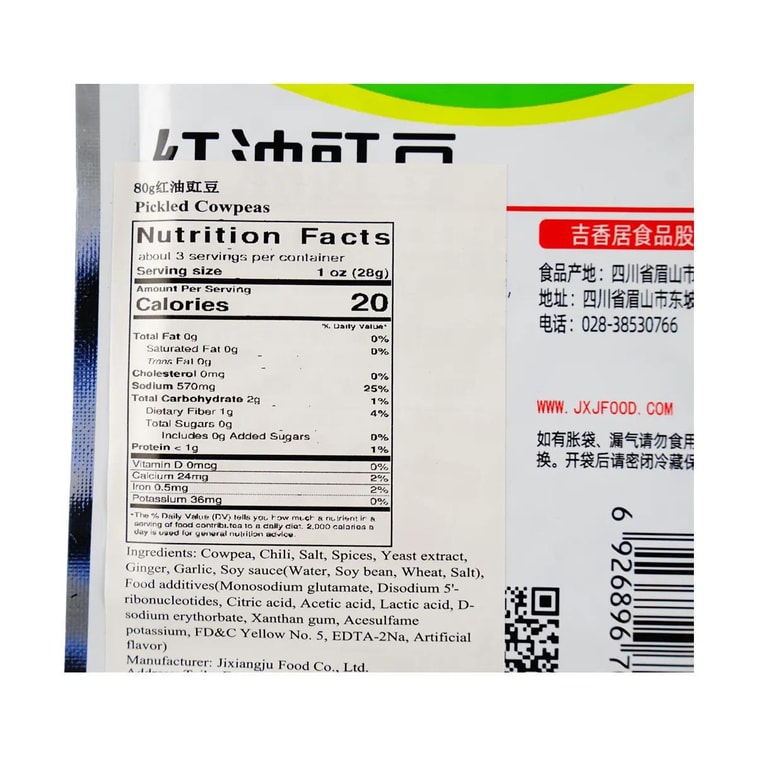 红油豇豆
80g红油豇豆
Pickled Cowpeas
Nutrition Facts
about 3 servings per container
Serving size 1 oz (28g)
Amount Per Serving
Calories 20
% Daily Value*
Total Fat 0g 0%
Saturated Fat 0g 0%
Trans Fat 0g
Cholesterol 0mg 0%
Sodium 570mg 25%
Total Carbohydrate 2g 1%
Dietary Fiber 1g 4%
Total Sugars 0g
Includes 0g Added Sugars 0%
Protein < 1g 1%
Vitamin D 0mcg 0%
Calcium 24mg 2%
Iron 0.5mg 2%
Potassium 36mg 0%
*The % Daily Value (DV) tells you how much a nutrient in a
serving of food contributes to a daily diet. 2,000 calories a
day is used for general nutrition advice.
Ingredients: Cowpea, Chili, Salt, Spices, Yeast extract,
Ginger, Garlic, Soy sauce(Water, Soy bean, Wheat, Salt),
Food additives(Monosodium glutamate, Disodium 5'-
ribonucleotides, Citric acid, Acetic acid, Lactic acid, D-
sodium erythorbate, Xanthan gum, Acesulfame
potassium, FD&C Yellow No. 5, EDTA-2Na, Artificial
flavor)
Manufacturer: Jixiangju Food Co., Ltd.
吉香居食品股
食品产地：四川省眉山市
地址：四川省眉山市东坡
电话：028-38530766
WWW.JXJFOOD.COM
如有胀袋、漏气请勿食用
换。开袋后请密闭冷藏保
6 926896 7